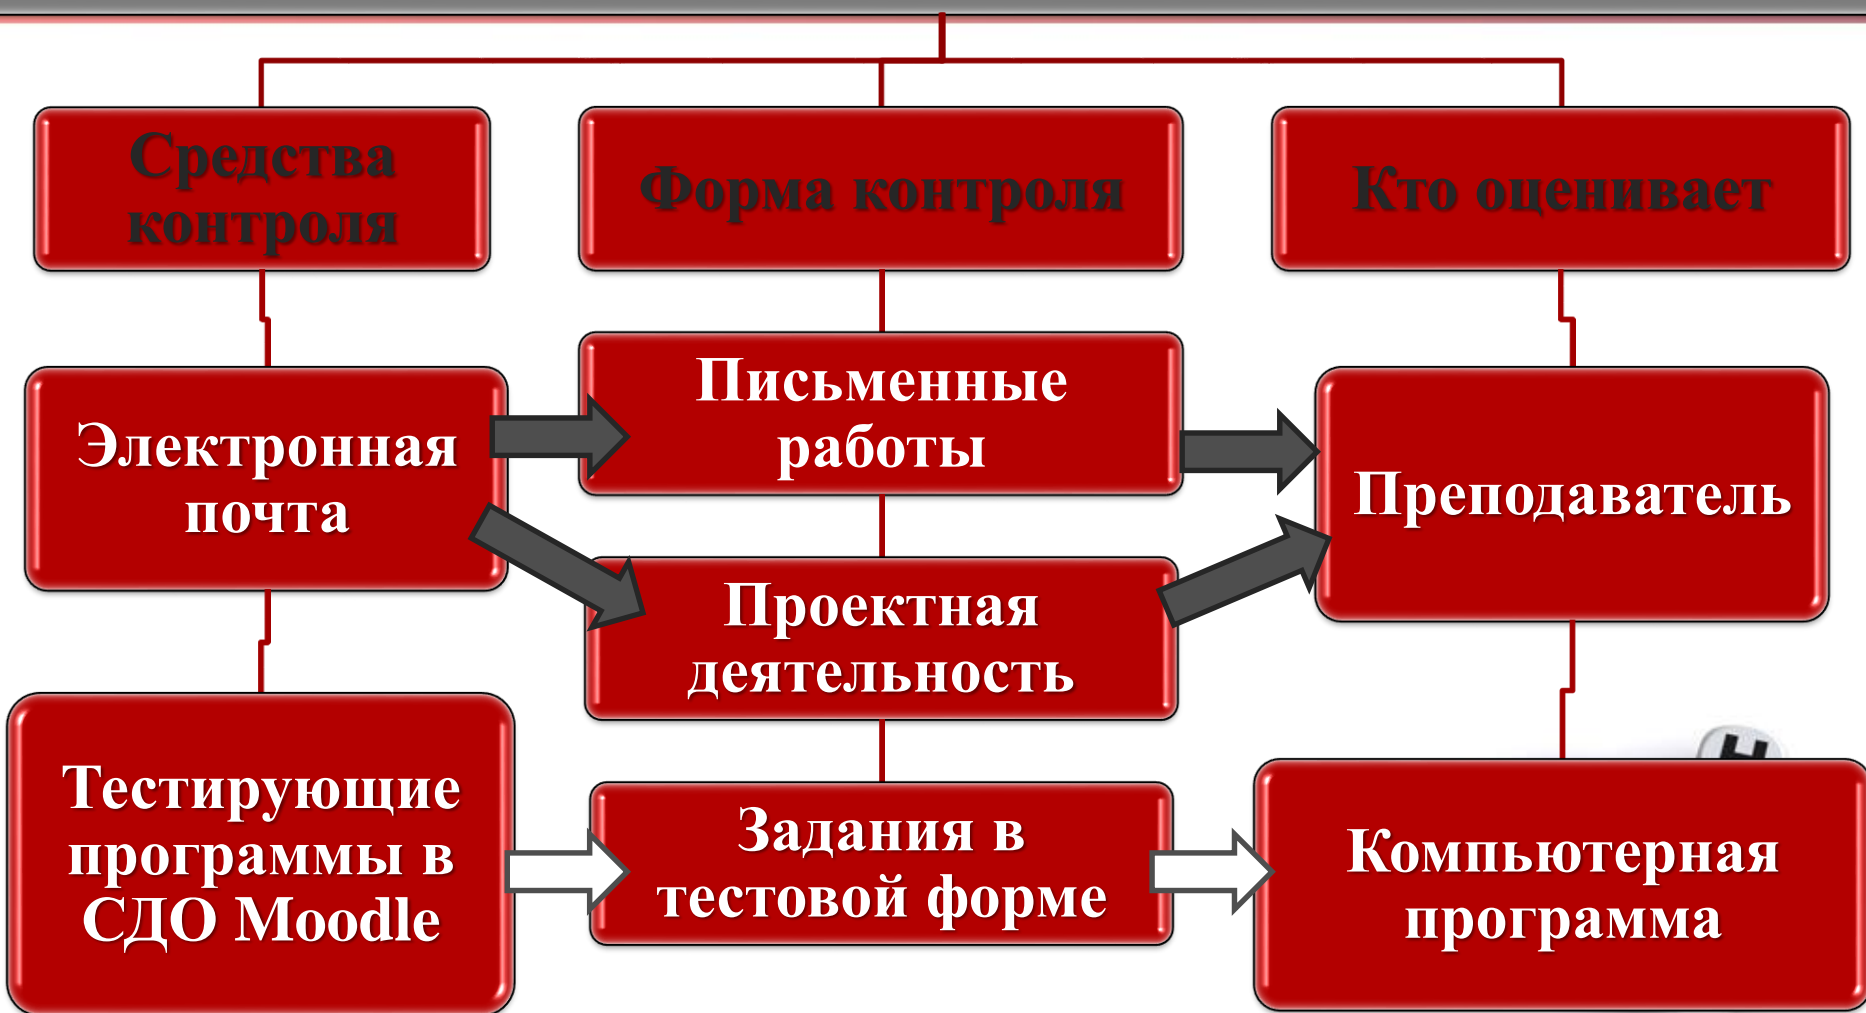 Средства
контроля
Форма контроля
Кто оценивает
Электронная
почта
Письменные
работы
Преподаватель
Проектная
деятельность
Тестирующие
программы в
СДО Moodle
Задания в
тестовой форме
Компьютерная
программа